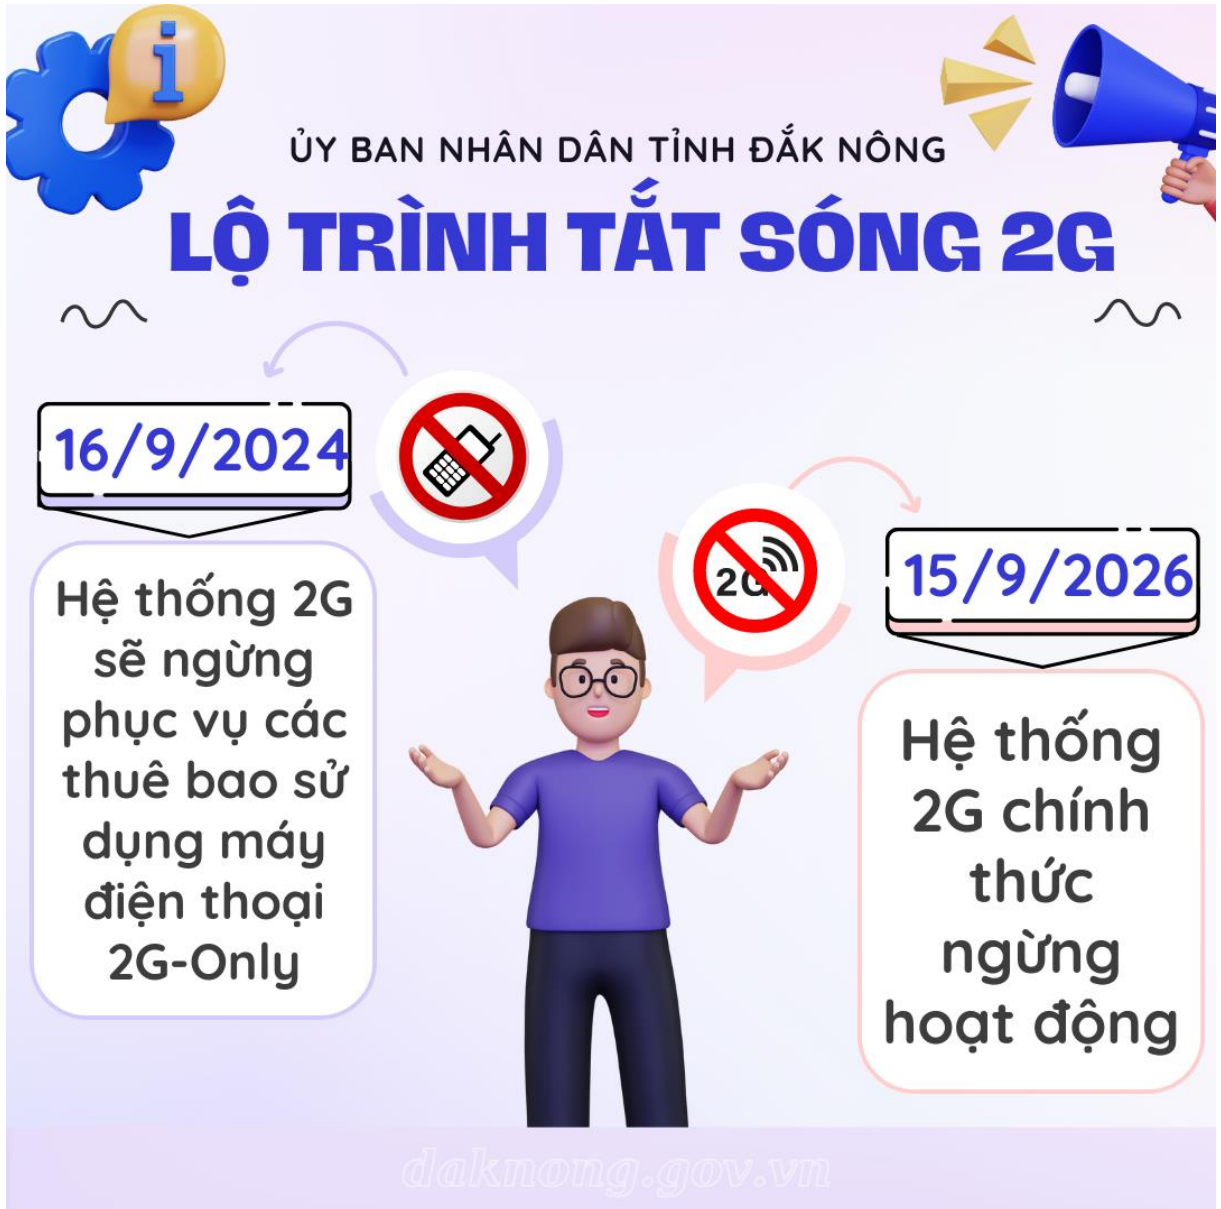 i
ỦY BAN NHÂN DÂN TỈNH ĐẮK NÔNG
LỘ TRÌNH TẮT SÓNG 2G
16/9/2024
Hệ thống 2G
sẽ ngừng
phục vụ các
thuê bao sử
dụng máy
điện thoại
2G-Only
2G
15/9/2026
Hệ thống
2G chính
thức
ngừng
hoạt động
daknong.gov.vn